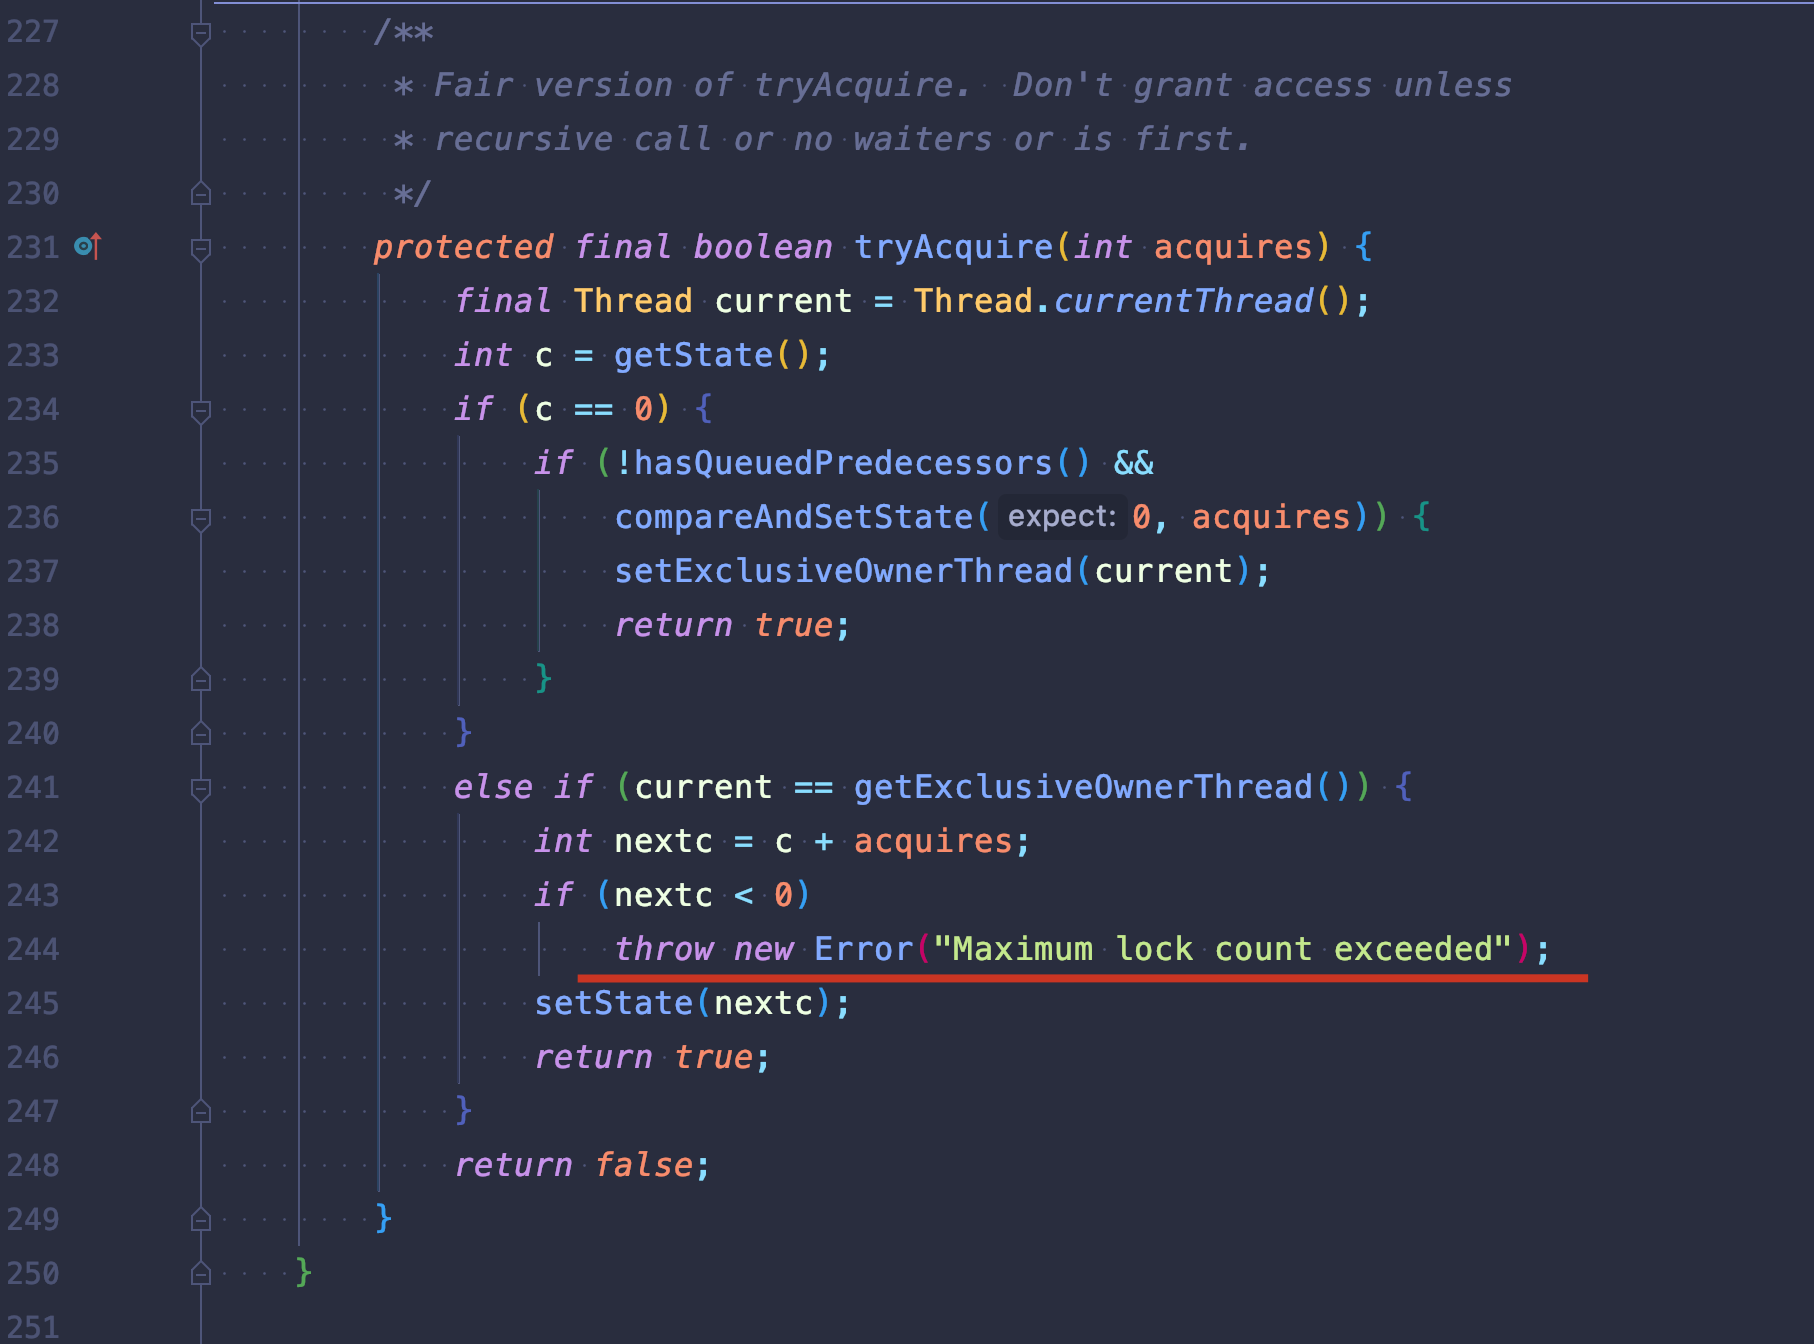 227 /**
228 * Fair version of tryAcquire.  Don't grant access unless
229 * recursive call or no waiters or is first.
230 */
231 protected final boolean tryAcquire(int acquires) {
232 final Thread current = Thread.currentThread();
233 int c = getState();
234 if (c == 0) {
235 if (!hasQueuedPredecessors() &&
236 compareAndSetState( expect: 0, acquires)) {
237 setExclusiveOwnerThread(current);
238 return true;
239 }
240 }
241 else if (current == getExclusiveOwnerThread()) {
242 int nextc = c + acquires;
243 if (nextc < 0)
244 throw new Error("Maximum lock count exceeded");
245 setState(nextc);
246 return true;
247 }
248 return false;
249 }
250 }
251